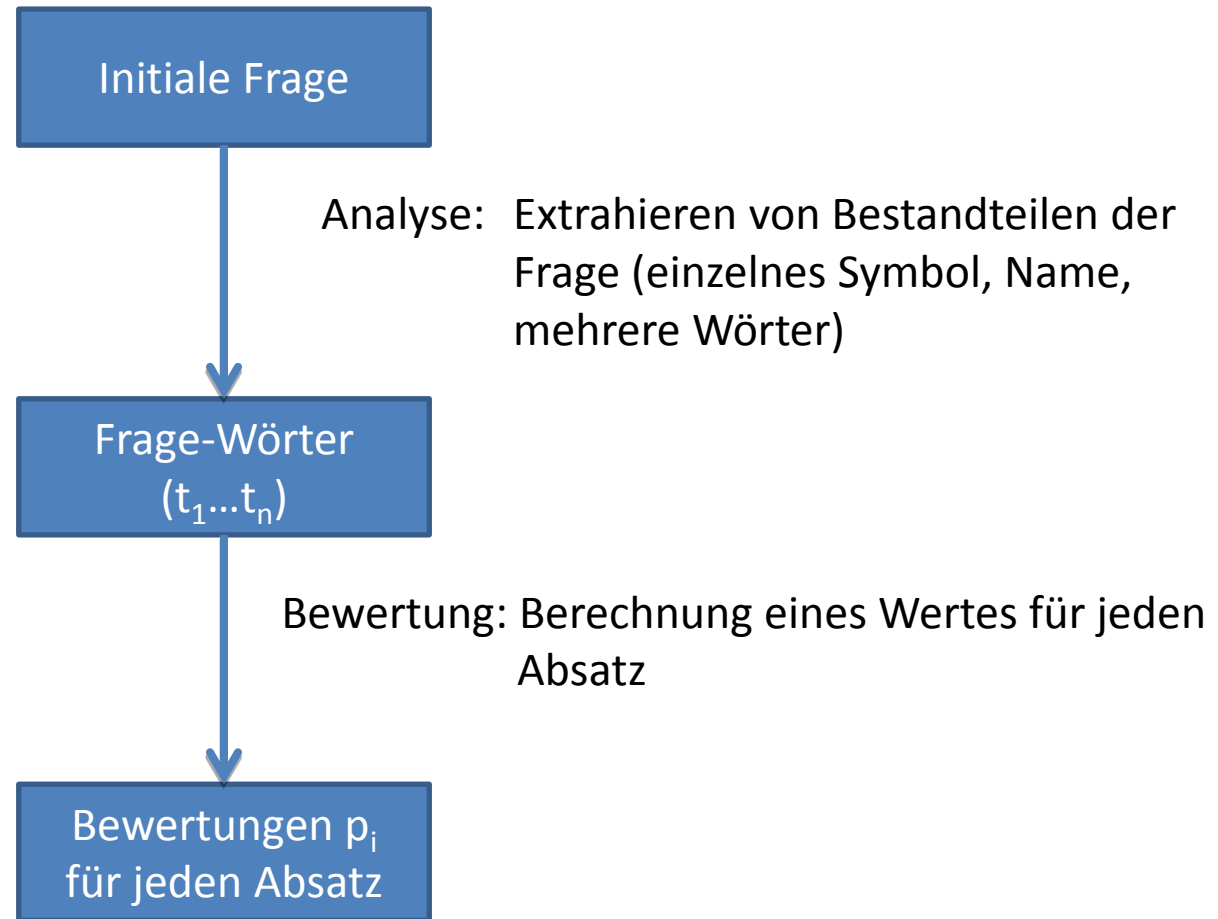 Initiale Frage
Analyse: Extrahieren von Bestandteilen der
Frage (einzelnes Symbol, Name,
mehrere Wörter)
Frage-Wörter
(t₁…tₙ)
Bewertung: Berechnung eines Wertes für jeden
Absatz
Bewertungen pᵢ
für jeden Absatz